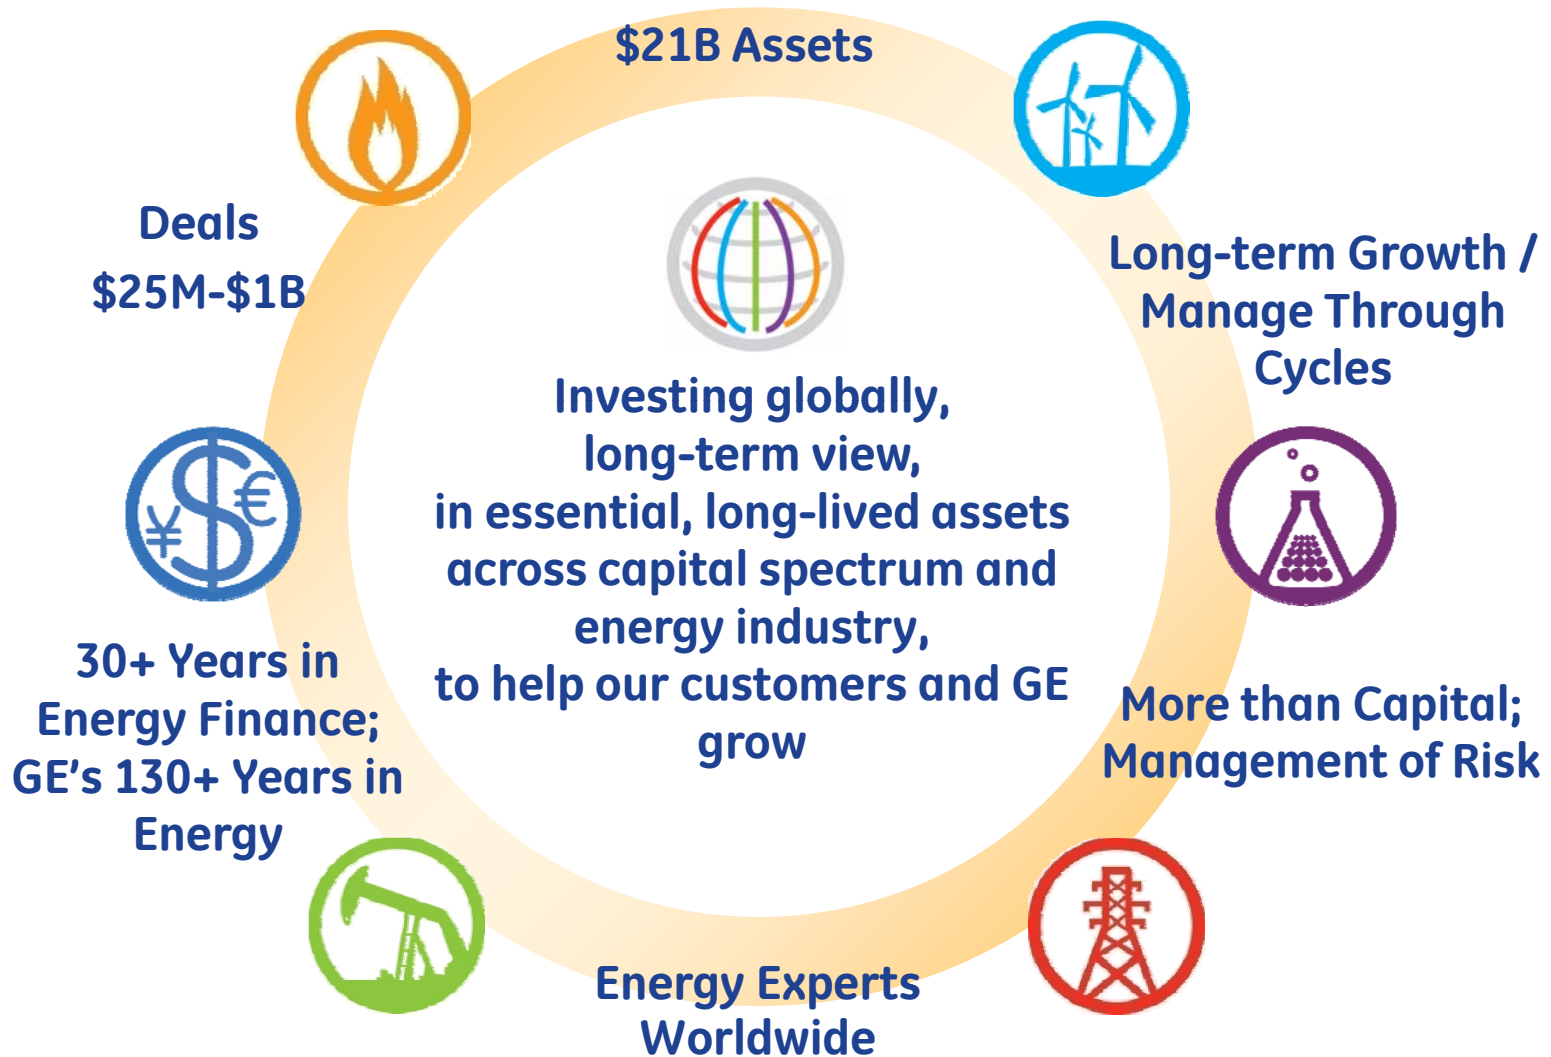 $21B Assets
Deals
$25M-$1B
Long-term Growth /
Manage Through
Cycles
Investing globally,
long-term view,
in essential, long-lived assets
across capital spectrum and
energy industry,
to help our customers and GE
grow
$
€
¥
30+ Years in
Energy Finance;
GE's 130+ Years in
Energy
More than Capital;
Management of Risk
Energy Experts
Worldwide